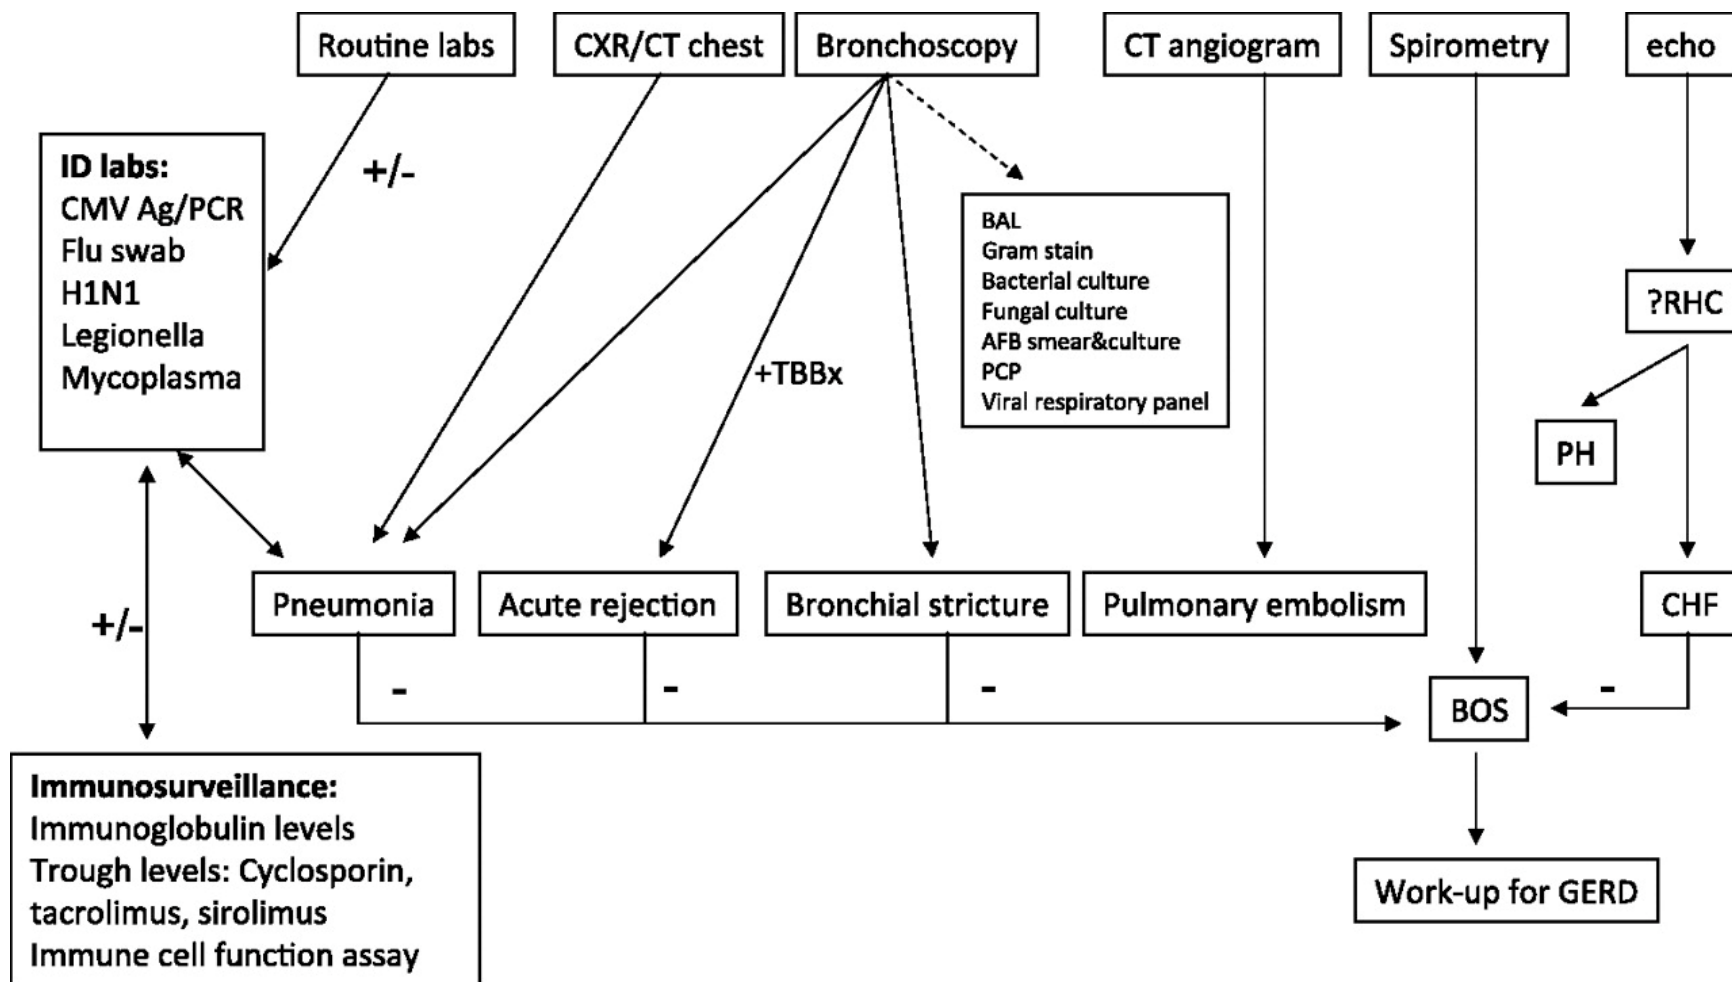 Routine labs
CXR/CT chest
Bronchoscopy
CT angiogram
Spirometry
echo
+/-
ID labs:
CMV Ag/PCR
Flu swab
H1N1
Legionella
Mycoplasma
BAL
Gram stain
Bacterial culture
Fungal culture
AFB smear&culture
PCP
Viral respiratory panel
?RHC
+TBBx
PH
Pneumonia
Acute rejection
Bronchial stricture
Pulmonary embolism
CHF
+/-
-
-
-
-
BOS
Immunosurveillance:
Immunoglobulin levels
Trough levels: Cyclosporin,
tacrolimus, sirolimus
Immune cell function assay
Work-up for GERD